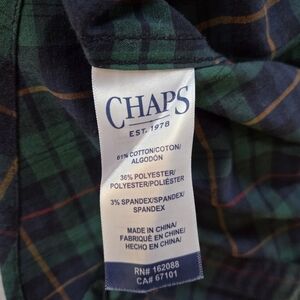 CHAPS
EST. 1978
61% COTTON/COTON/
ALGODÓN
36% POLYESTER/
POLYESTER/POLIÉSTER
3% SPANDEX/SPANDEX/
SPANDEX
MADE IN CHINA/
FABRIQUÉ EN CHINE/
HECHO EN CHINA/
RN# 162088
CA# 67101